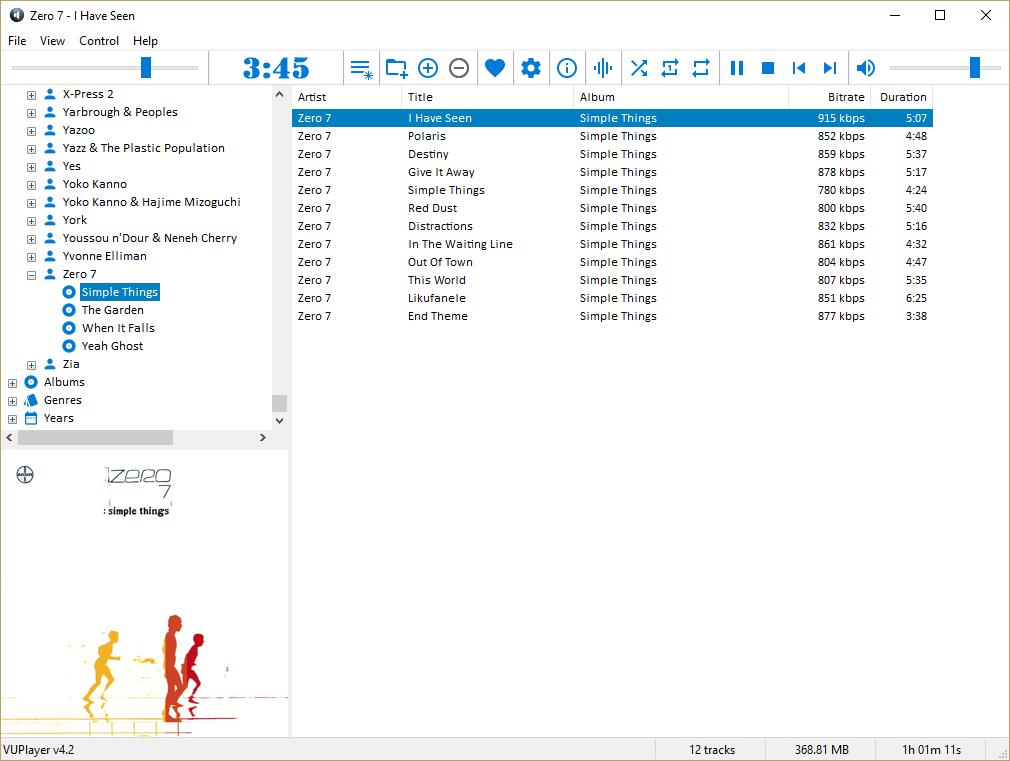 Zero 7 - I Have Seen
File View Control Help
3:45
X-Press 2
Yarbrough & Peoples
Yazoo
Yazz & The Plastic Population
Yes
Yoko Kanno
Yoko Kanno & Hajime Mizoguchi
York
Youssou n'Dour & Neneh Cherry
Yvonne Elliman
Zero 7
Simple Things
The Garden
When It Falls
Yeah Ghost
Zia
Albums
Genres
Years
Artist Title Album Bitrate Duration
Zero 7 I Have Seen Simple Things 915 kbps 5:07
Zero 7 Polaris Simple Things 852 kbps 4:48
Zero 7 Destiny Simple Things 859 kbps 5:37
Zero 7 Give It Away Simple Things 878 kbps 5:17
Zero 7 Simple Things Simple Things 780 kbps 4:24
Zero 7 Red Dust Simple Things 800 kbps 5:40
Zero 7 Distractions Simple Things 832 kbps 5:16
Zero 7 In The Waiting Line Simple Things 861 kbps 4:32
Zero 7 Out Of Town Simple Things 804 kbps 4:47
Zero 7 This World Simple Things 807 kbps 5:35
Zero 7 Likufanele Simple Things 851 kbps 6:25
Zero 7 End Theme Simple Things 877 kbps 3:38
zero
7
: simple things
VUPlayer v4.2 12 tracks 368.81 MB 1h 01m 11s